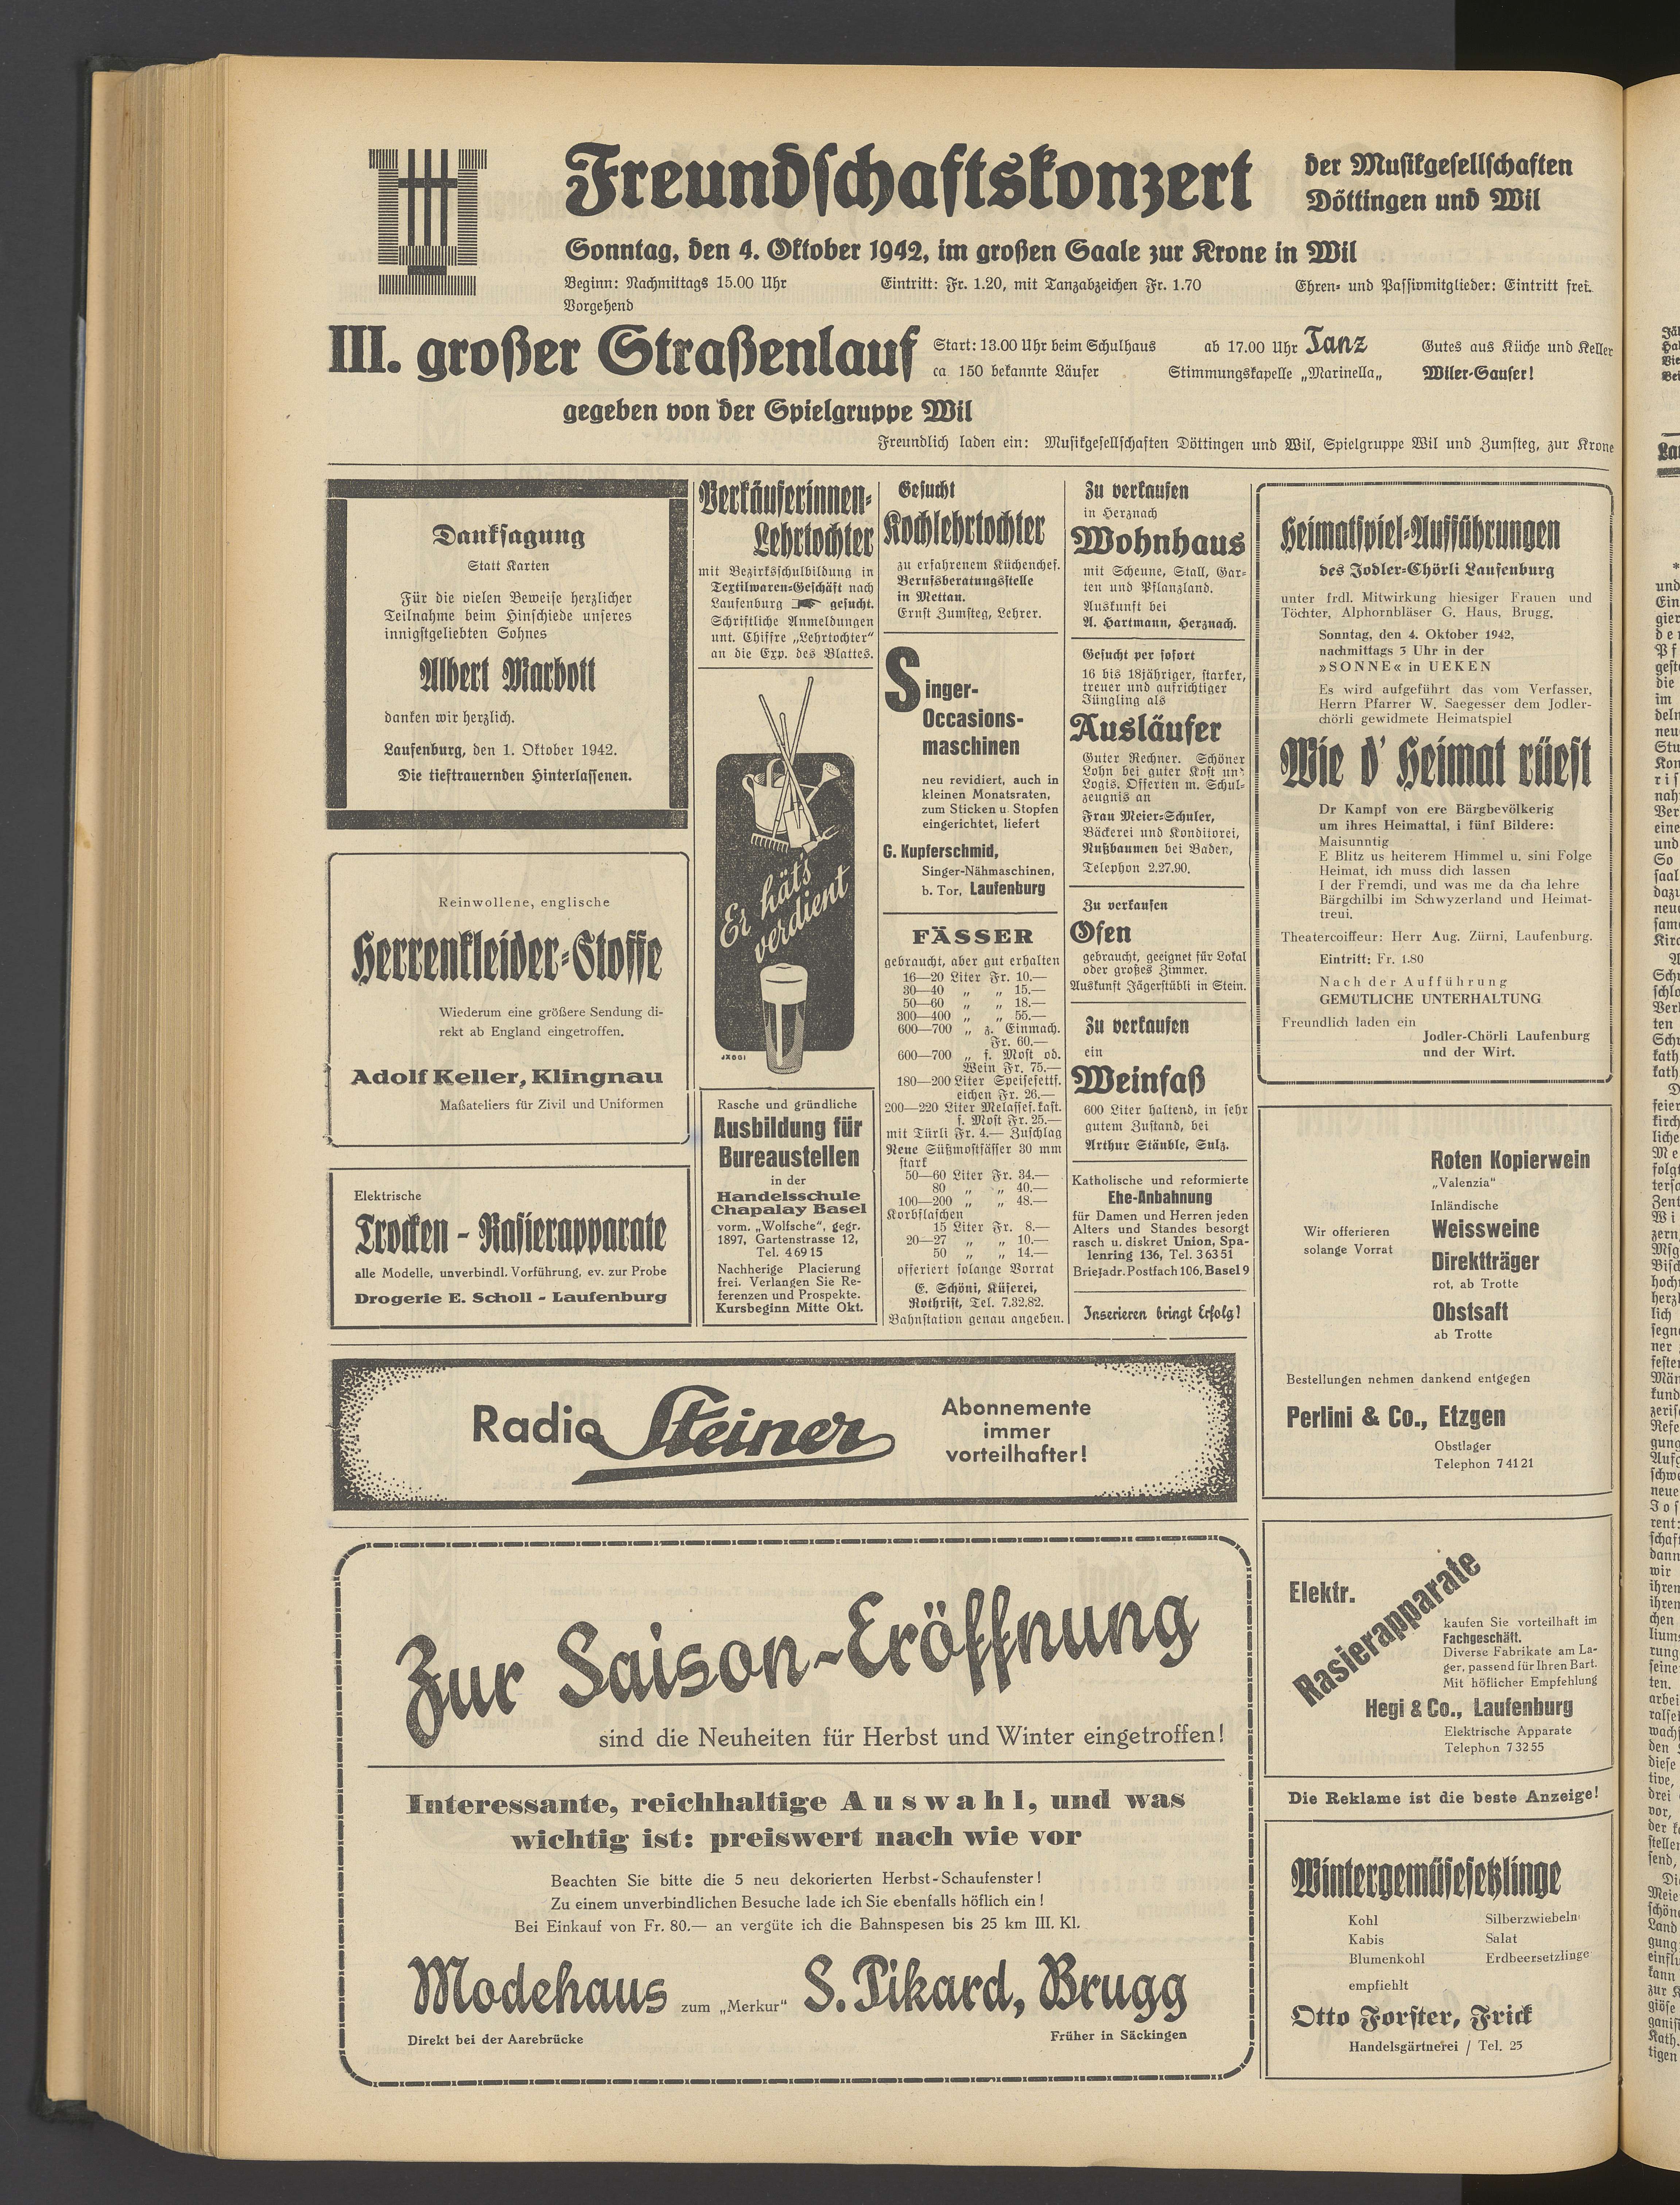 Freundschaftskonzert
der Musikgesellschaften
Döttingen und Wil
Sonntag, den 4. Oktober 1942, im großen Saale zur Krone in Wil
Beginn: Nachmittags 15.00 Uhr
Eintritt: Fr. 1.20, mit Tanzabzeichen Fr. 1.70
Ehren- und Passivmitglieder: Eintritt frei.
Vorgehend
III. großer Straßenlauf
Start: 13.00 Uhr beim Schulhaus
ca. 150 bekannte Läufer
ab 17.00 Uhr Tanz
Stimmungskapelle „Marinella„
Gutes aus Küche und Keller
Wiler-Sauser!
gegeben von der Spielgruppe Wil
Freundlich laden ein: Musikgesellschaften Döttingen und Wil, Spielgruppe Wil und Zumsteg, zur Krone
Danksagung
Statt Karten
Für die vielen Beweise herzlicher
Teilnahme beim Hinschiede unseres
innigstgeliebten Sohnes
Albert Marbott
danken wir herzlich.
Laufenburg, den 1. Oktober 1942.
Die tieftrauernden Hinterlassenen.
Reinwollene, englische
Herrenkleider-Stoffe
Wiederum eine größere Sendung di-
rekt ab England eingetroffen.
Adolf Keller, Klingnau
Maßateliers für Zivil und Uniformen
Elektrische
Trocken - Rasierapparate
alle Modelle, unverbindl. Vorführung, ev. zur Probe
Drogerie E. Scholl - Laufenburg
Verkäuferinnen-
Lehrtochter
mit Bezirksschulbildung in
Textilwaren-Geschäft nach
Laufenburg ☛ gesucht.
Schriftliche Anmeldungen
unt. Chiffre „Lehrtochter“
an die Exp. des Blattes.
Er hät's
verdient
Rasche und gründliche
Ausbildung für
Bureaustellen
in der
Handelsschule
Chapalay Basel
vorm. „Wolfsche“, gegr.
1897, Gartenstrasse 12,
Tel. 4 69 15
Nachherige Placierung
frei. Verlangen Sie Re-
ferenzen und Prospekte.
Kursbeginn Mitte Okt.
Gesucht
Kochlehrtochter
zu erfahrenem Küchenchef.
Berufsberatungsstelle
in Mettau.
Ernst Zumsteg, Lehrer.
Singer-
Occasions-
maschinen
neu revidiert, auch in
kleinen Monatsraten,
zum Sticken u. Stopfen
eingerichtet, liefert
G. Kupferschmid,
Singer-Nähmaschinen,
b. Tor, Laufenburg
FÄSSER
gebraucht, aber gut erhalten
16—20 Liter Fr. 10.—
30—40 „ „ 15.—
50—60 „ „ 18.—
300—400 „ „ 55.—
600—700 „ z. Einmach.
Fr. 60.—
600—700 „ f. Most od.
Wein Fr. 75.—
180—200 Liter Speisefettf.
eichen Fr. 26.—
200—220 Liter Melassef. kast.
f. Most Fr. 25.—
mit Türli Fr. 4.— Zuschlag
Neue Süßmostfässer 30 mm
stark
50—60 Liter Fr. 34.—
80 „ „ 40.—
100—200 „ „ 48.—
Korbflaschen
15 Liter Fr. 8.—
20—27 „ „ 10.—
50 „ „ 14.—
offeriert solange Vorrat
E. Schöni, Küferei,
Rothrist, Tel. 7.32.82.
Bahnstation genau angeben.
Zu verkaufen
in Herznach
Wohnhaus
mit Scheune, Stall, Gar-
ten und Pflanzland.
Auskunft bei
A. Hartmann, Herznach.
Gesucht per sofort
16 bis 18jähriger, starker,
treuer und aufrichtiger
Jüngling als
Ausläufer
Guter Rechner. Schöner
Lohn bei guter Kost und
Logis. Offerten m. Schul-
zeugnis an
Frau Meier-Schuler,
Bäckerei und Konditorei,
Nußbaumen bei Baden,
Telephon 2.27.90.
Zu verkaufen
Ofen
gebraucht, geeignet für Lokal
oder großes Zimmer.
Auskunft Jägerstübli in Stein.
Zu verkaufen
ein
Weinfaß
600 Liter haltend, in sehr
gutem Zustand, bei
Arthur Stäuble, Sulz.
Katholische und reformierte
Ehe-Anbahnung
für Damen und Herren jeden
Alters und Standes besorgt
rasch u. diskret Union, Spa-
lenring 136, Tel. 3 63 51
Briefadr. Postfach 106, Basel 9
Inserieren bringt Erfolg!
Heimatspiel-Aufführungen
des Jodler-Chörli Laufenburg
unter frdl. Mitwirkung hiesiger Frauen und
Töchter, Alphornbläser G. Haus, Brugg.
Sonntag, den 4. Oktober 1942,
nachmittags 3 Uhr in der
»SONNE« in UEKEN
Es wird aufgeführt das vom Verfasser,
Herrn Pfarrer W. Saegesser dem Jodler-
chörli gewidmete Heimatspiel
Wie d' Heimat rüeft
Dr Kampf von ere Bärgbevölkerig
um ihres Heimattal, i fünf Bildere:
Maisunntig
E Blitz us heiterem Himmel u. sini Folge
Heimat, ich muss dich lassen
I der Fremdi, und was me da cha lehre
Bärgchilbi im Schwyzerland und Heimat-
treui.
Theatercoiffeur: Herr Aug. Zürni, Laufenburg.
Eintritt: Fr. 1.80
Nach der Aufführung
GEMÜTLICHE UNTERHALTUNG
Freundlich laden ein
Jodler-Chörli Laufenburg
und der Wirt.
Wir offerieren
solange Vorrat
Roten Kopierwein
„Valenzia“
Inländische
Weissweine
Direktträger
rot, ab Trotte
Obstsaft
ab Trotte
Bestellungen nehmen dankend entgegen
Perlini & Co., Etzgen
Obstlager
Telephon 7 41 21
Radio Steiner
Abonnemente
immer
vorteilhafter!
Zur Saison-Eröffnung
sind die Neuheiten für Herbst und Winter eingetroffen!
Interessante, reichhaltige Auswahl, und was
wichtig ist: preiswert nach wie vor
Beachten Sie bitte die 5 neu dekorierten Herbst-Schaufenster!
Zu einem unverbindlichen Besuche lade ich Sie ebenfalls höflich ein!
Bei Einkauf von Fr. 80.— an vergüte ich die Bahnspesen bis 25 km III. Kl.
Modehaus zum „Merkur“ S. Pikard, Brugg
Direkt bei der Aarebrücke
Früher in Säckingen
Elektr.
Rasierapparate
kaufen Sie vorteilhaft im
Fachgeschäft.
Diverse Fabrikate am La-
ger, passend für Ihren Bart.
Mit höflicher Empfehlung
Hegi & Co., Laufenburg
Elektrische Apparate
Telephon 7 32 55
Die Reklame ist die beste Anzeige!
Wintergemüsesetzlinge
Kohl
Kabis
Blumenkohl
Silberzwiebeln
Salat
Erdbeersetzlinge
empfiehlt
Otto Forster, Frick
Handelsgärtnerei / Tel. 25